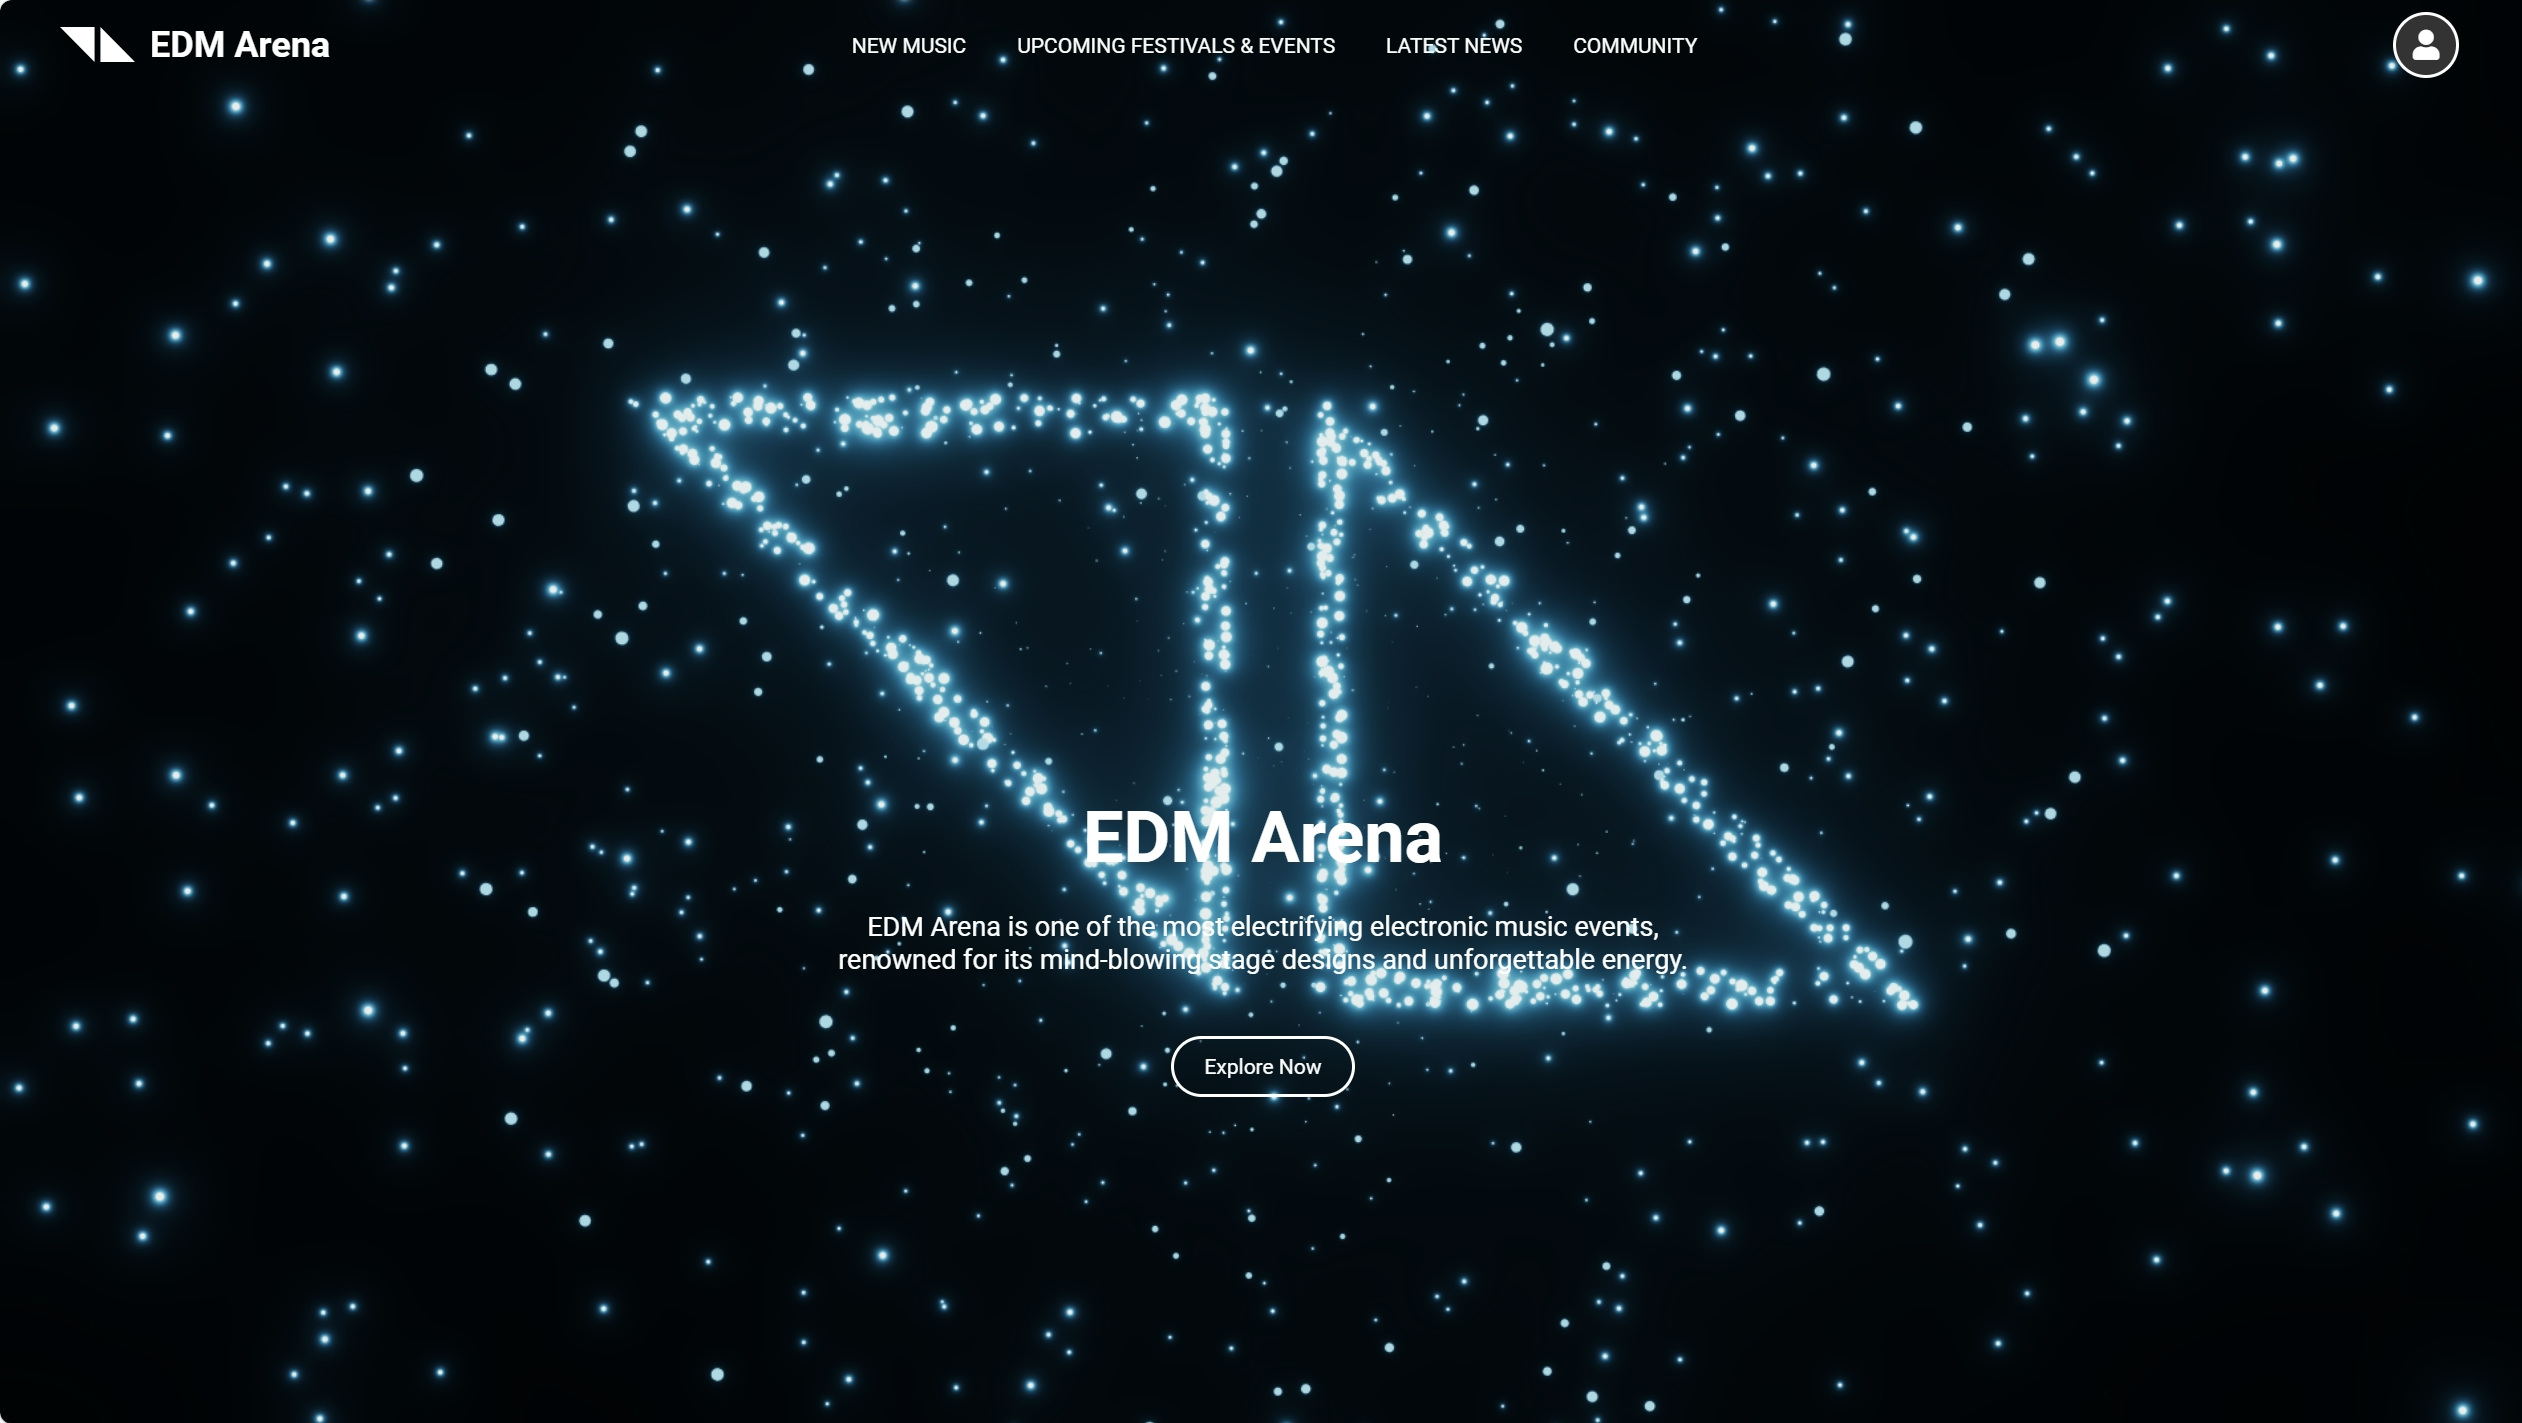 EDM Arena
NEW MUSIC
UPCOMING FESTIVALS & EVENTS
LATEST NEWS
COMMUNITY
EDM Arena
EDM Arena is one of the most electrifying electronic music events,
renowned for its mind-blowing stage designs and unforgettable energy.
Explore Now